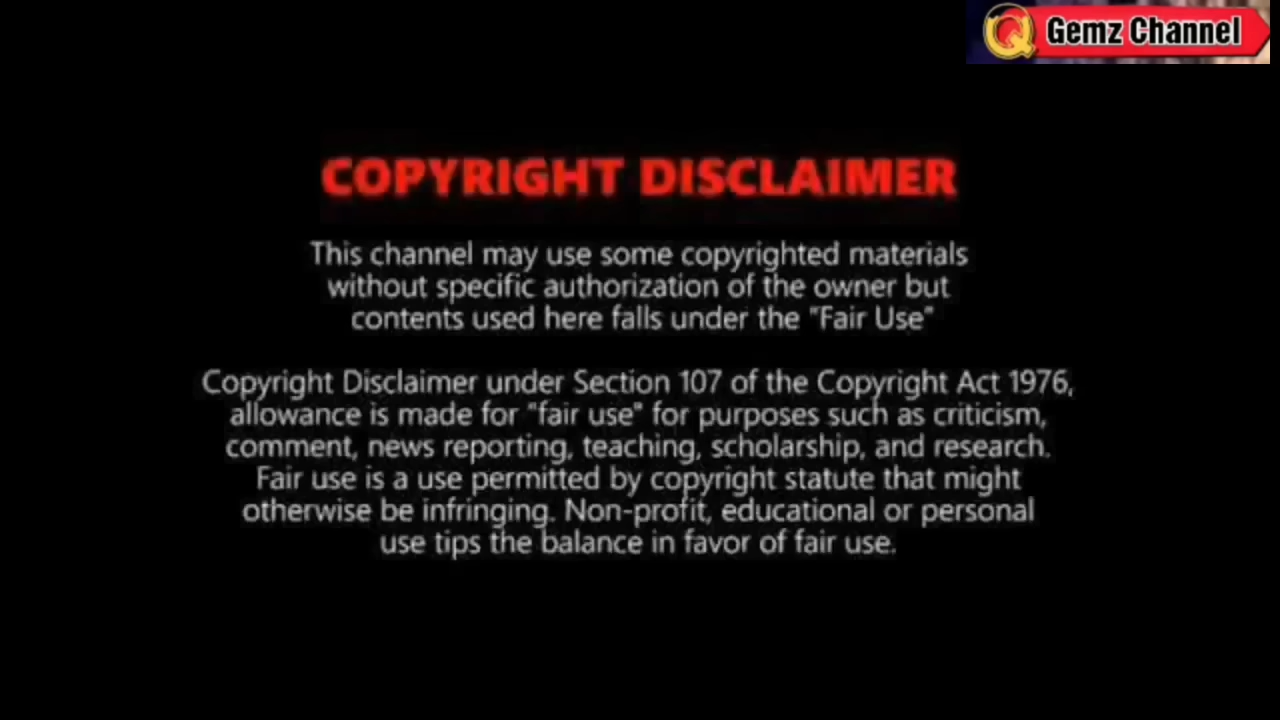 Gemz Channel
COPYRIGHT DISCLAIMER
This channel may use some copyrighted materials
without specific authorization of the owner but
contents used here falls under the "Fair Use"
Copyright Disclaimer under Section 107 of the Copyright Act 1976,
allowance is made for "fair use" for purposes such as criticism,
comment, news reporting, teaching, scholarship, and research.
Fair use is a use permitted by copyright statute that might
otherwise be infringing. Non-profit, educational or personal
use tips the balance in favor of fair use.